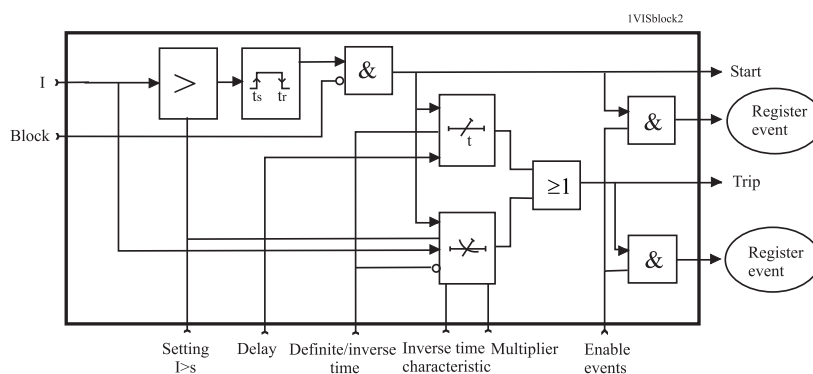 1VISblock2
I
>
ts
tr
&
Start
Block
t
&
Register
event
≥1
Trip
&
Register
event
Setting
I>s
Delay
Definite/inverse
time
Inverse time
characteristic
Multiplier
Enable
events